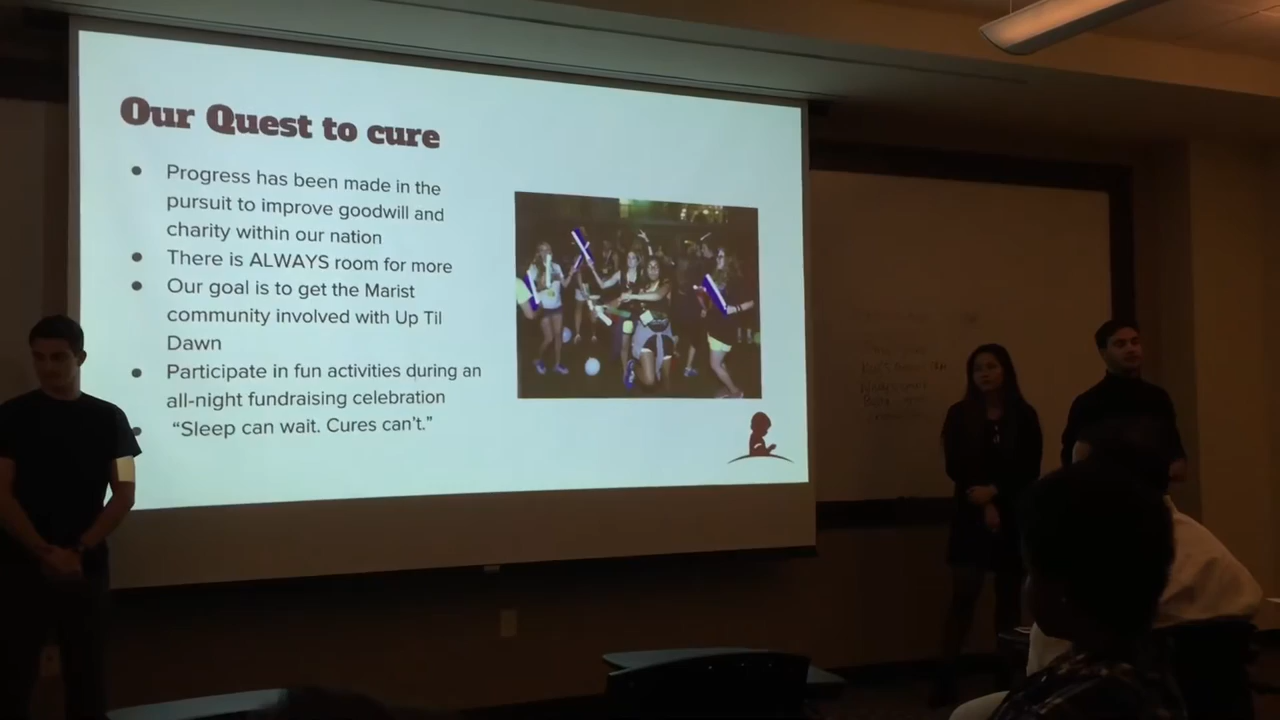 Our Quest to cure
● Progress has been made in the
pursuit to improve goodwill and
charity within our nation
● There is ALWAYS room for more
● Our goal is to get the Marist
community involved with Up Til
Dawn
● Participate in fun activities during an
all-night fundraising celebration
● “Sleep can wait. Cures can’t.”